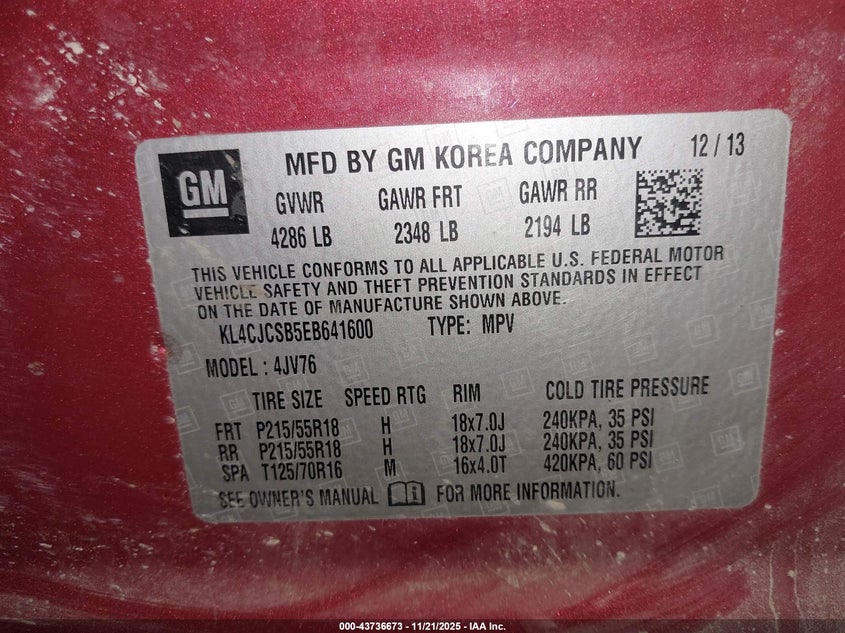 GM
MFD BY GM KOREA COMPANY 12/13
GVWR GAWR FRT GAWR RR
4286 LB 2348 LB 2194 LB
THIS VEHICLE CONFORMS TO ALL APPLICABLE U.S. FEDERAL MOTOR
VEHICLE SAFETY AND THEFT PREVENTION STANDARDS IN EFFECT
ON THE DATE OF MANUFACTURE SHOWN ABOVE.
KL4CJCSB5EB641600 TYPE: MPV
MODEL : 4JV76
TIRE SIZE SPEED RTG RIM COLD TIRE PRESSURE
FRT P215/55R18 H 18x7.0J 240KPA, 35 PSI
RR P215/55R18 H 18x7.0J 240KPA, 35 PSI
SPA T125/70R16 M 16x4.0T 420KPA, 60 PSI
SEE OWNER'S MANUAL FOR MORE INFORMATION.
000-43736673 - 11/21/2025 - IAA Inc.